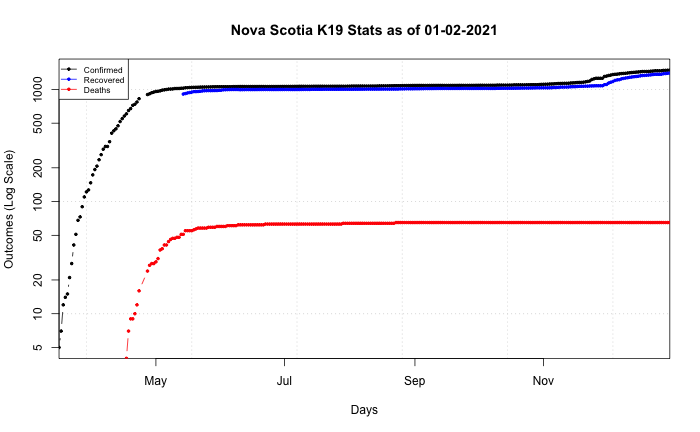 Nova Scotia K19 Stats as of 01-02-2021
Confirmed
Recovered
Deaths
Outcomes (Log Scale)
1000
500
200
100
50
20
10
5
May Jul Sep Nov
Days